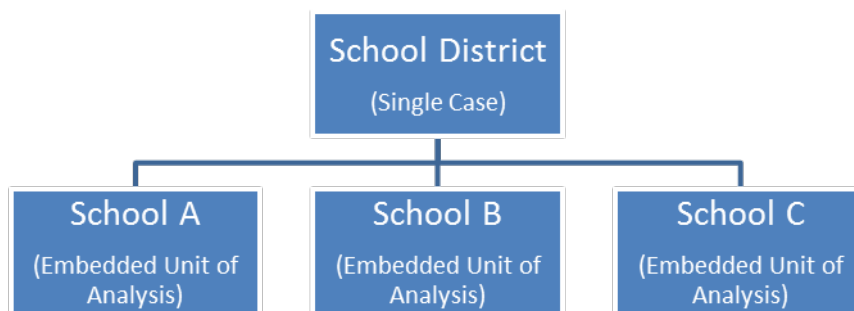 School District
(Single Case)
School A
(Embedded Unit of
Analysis)
School B
(Embedded Unit of
Analysis)
School C
(Embedded Unit of
Analysis)